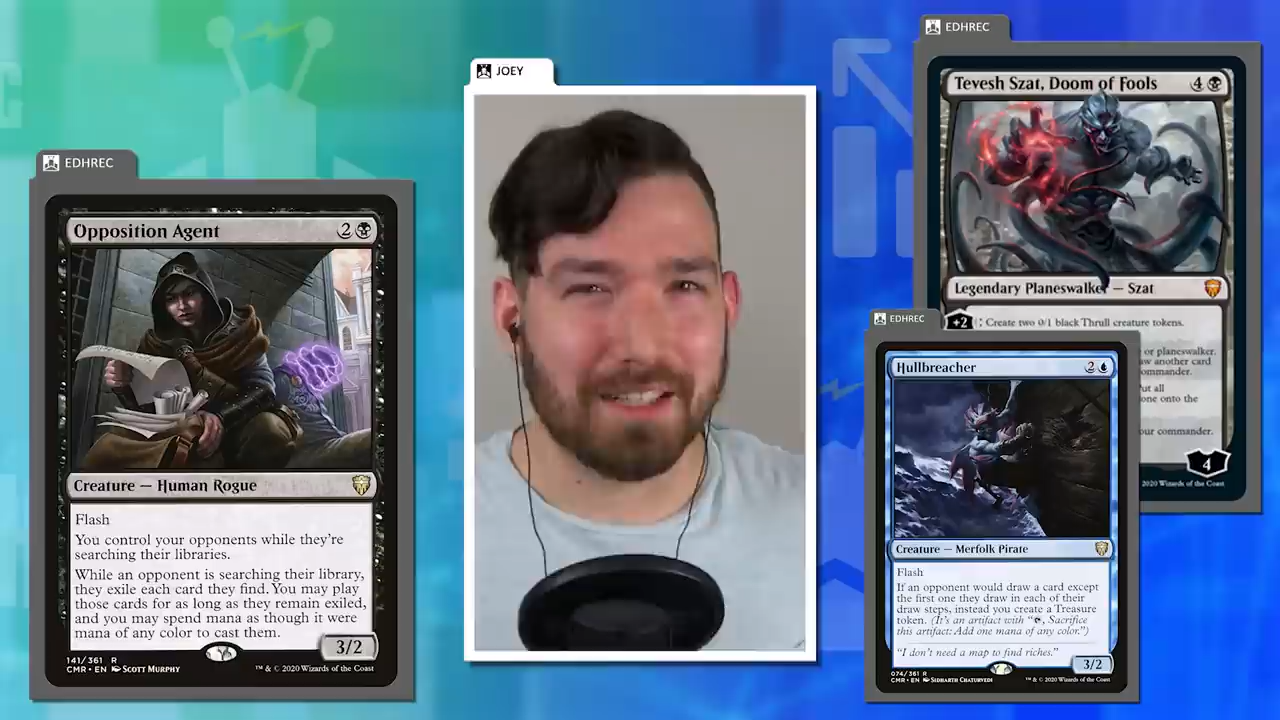 EDHREC
Opposition Agent 2
Creature — Human Rogue
Flash
You control your opponents while they're
searching their libraries.
While an opponent is searching their library,
they exile each card they find. You may play
those cards for as long as they remain exiled,
and you may spend mana as though it were
mana of any color to cast them.
3/2
141/361 R
CMR • EN Scott Murphy
™ & © 2020 Wizards of the Coast
JOEY
EDHREC
Tevesh Szat, Doom of Fools 4
Legendary Planeswalker — Szat
+2 : Create two 0/1 black Thrull creature tokens.
or planeswalker.
another card
ommander.
all
one onto the
our commander.
4
2020 Wizards of the Coast
EDHREC
Hullbreacher 2
Creature — Merfolk Pirate
Flash
If an opponent would draw a card except
the first one they draw in each of their
draw steps, instead you create a Treasure
token. (It's an artifact with “, Sacrifice
this artifact: Add one mana of any color.”)
“I don't need a map to find riches.”
3/2
074/361 R
CMR • EN Sidharth Chaturvedi
™ & © 2020 Wizards of the Coast